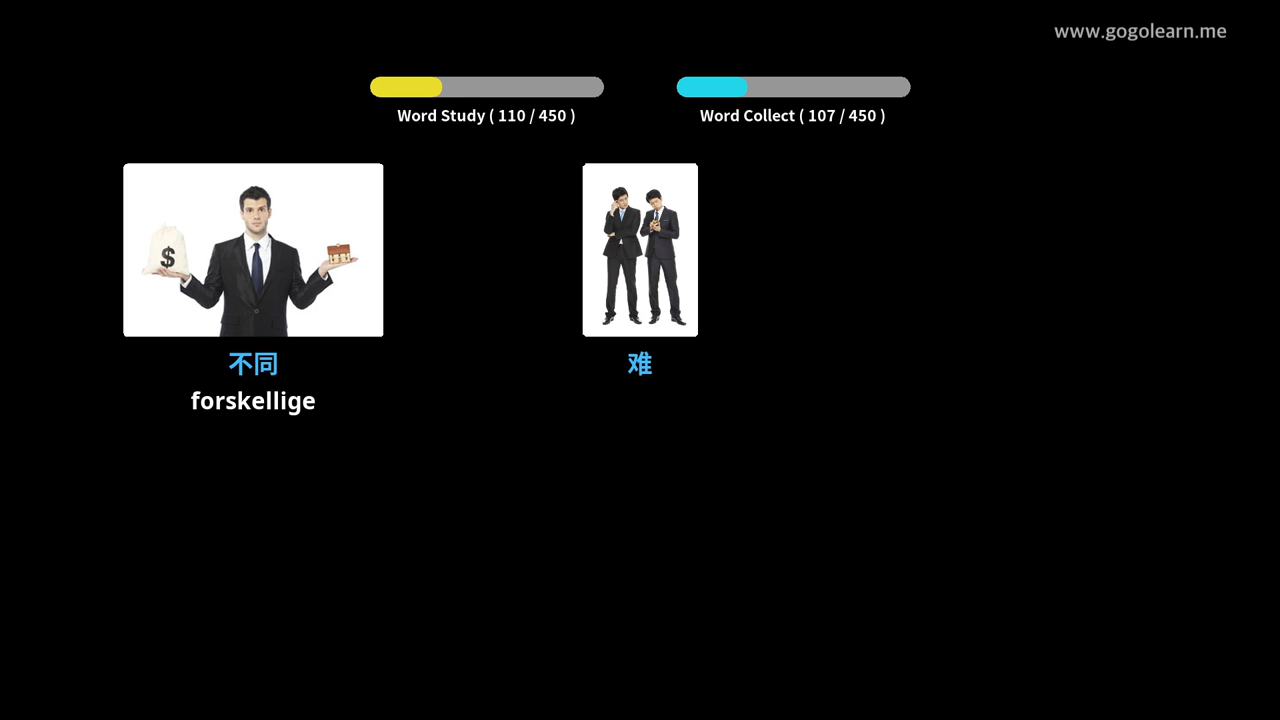 www.gogolearn.me
Word Study ( 110 / 450 )
Word Collect ( 107 / 450 )
$
不同
难
forskellige